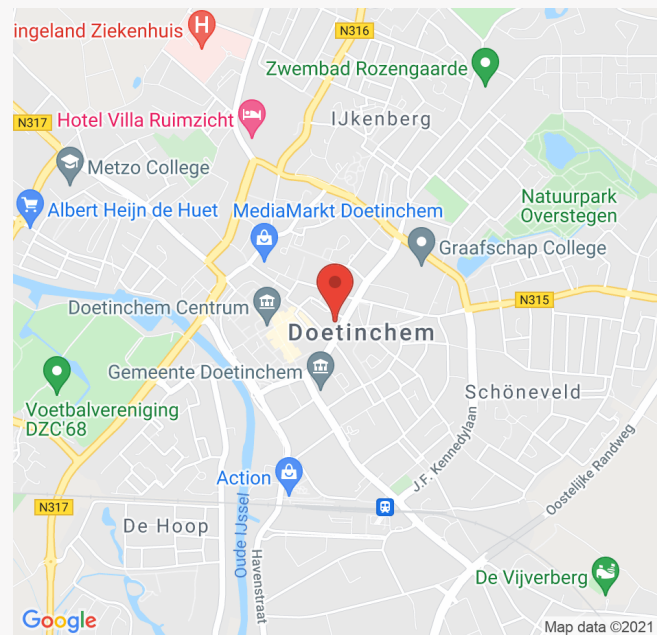 ingeland Ziekenhuis
H
N316
Zwembad Rozengaarde
Hotel Villa Ruimzicht
IJkenberg
N317
Metzo College
Natuurpark
Overstegen
Albert Heijn de Huet
MediaMarkt Doetinchem
Graafschap College
N315
Doetinchem Centrum
Doetinchem
Gemeente Doetinchem
Schöneveld
Voetbalvereniging
DZC'68
J.F. Kennedylaan
Oostelijke Randweg
Action
N317
De Hoop
Oude IJssel
Havenstraat
De Vijverberg
Google
Map data ©2021